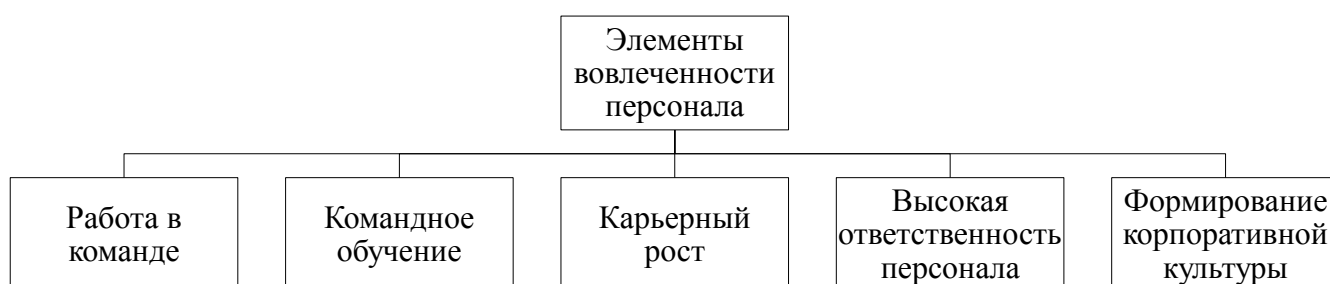 Элементы
вовлеченности
персонала
Работа в
команде
Командное
обучение
Карьерный
рост
Высокая
ответственность
персонала
Формирование
корпоративной
культуры